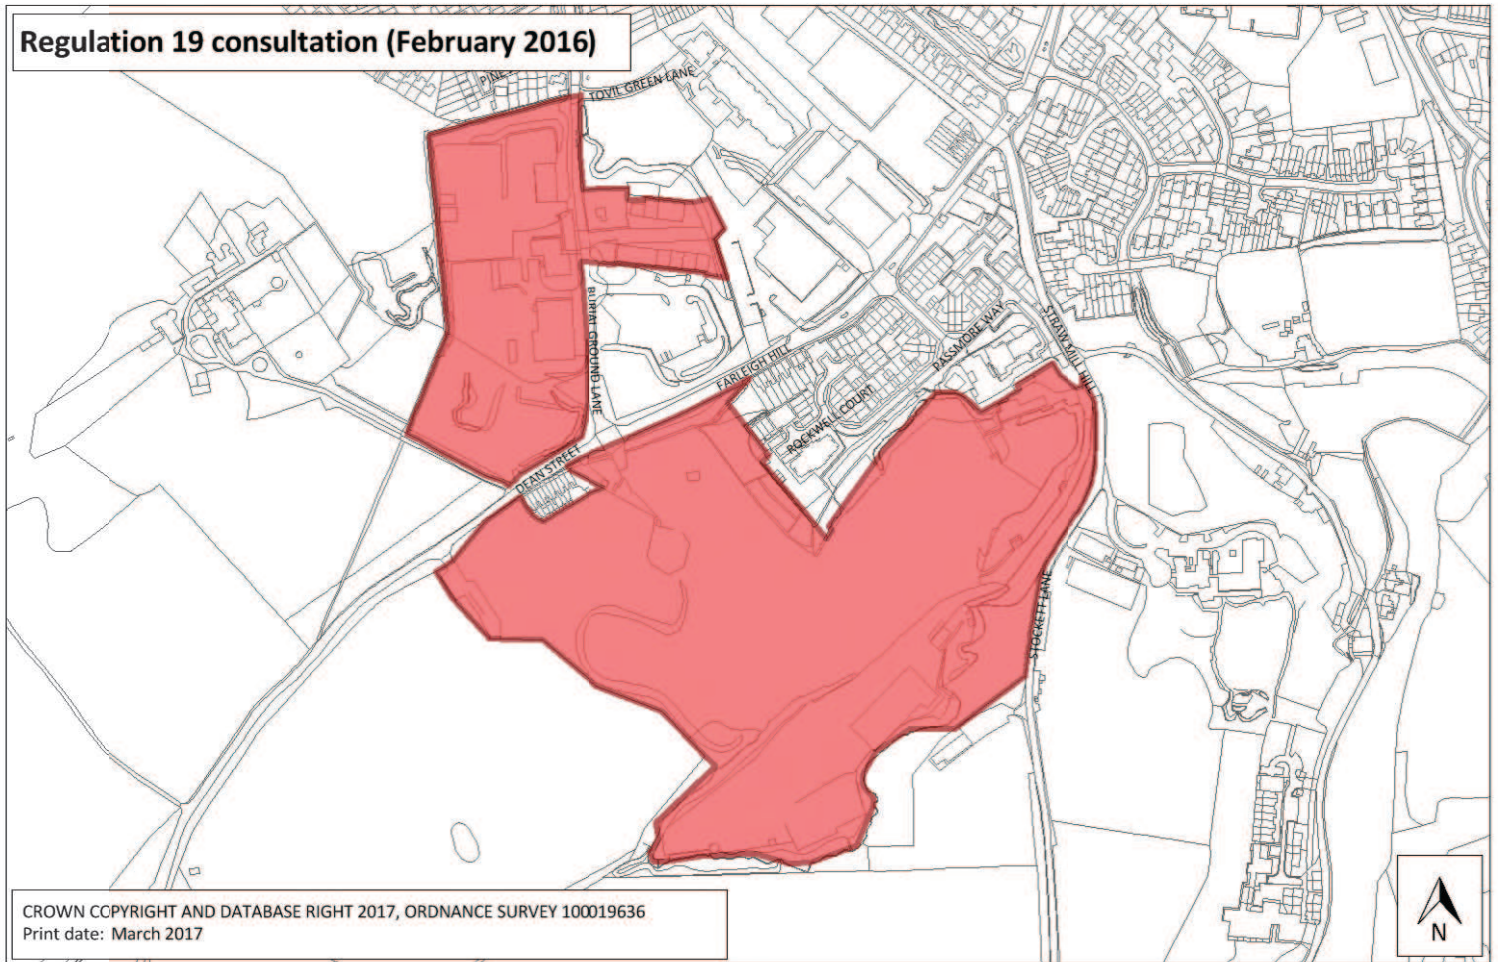 Regulation 19 consultation (February 2016)
TOVIL GREEN LANE
BURIAL GROUND LANE
FARLEIGH HILL
PASSMORE WAY
STRAW MILL HILL
ROCKWELL COURT
DEAN STREET
STOCKETT LANE
CROWN COPYRIGHT AND DATABASE RIGHT 2017, ORDNANCE SURVEY 100019636
Print date: March 2017
N